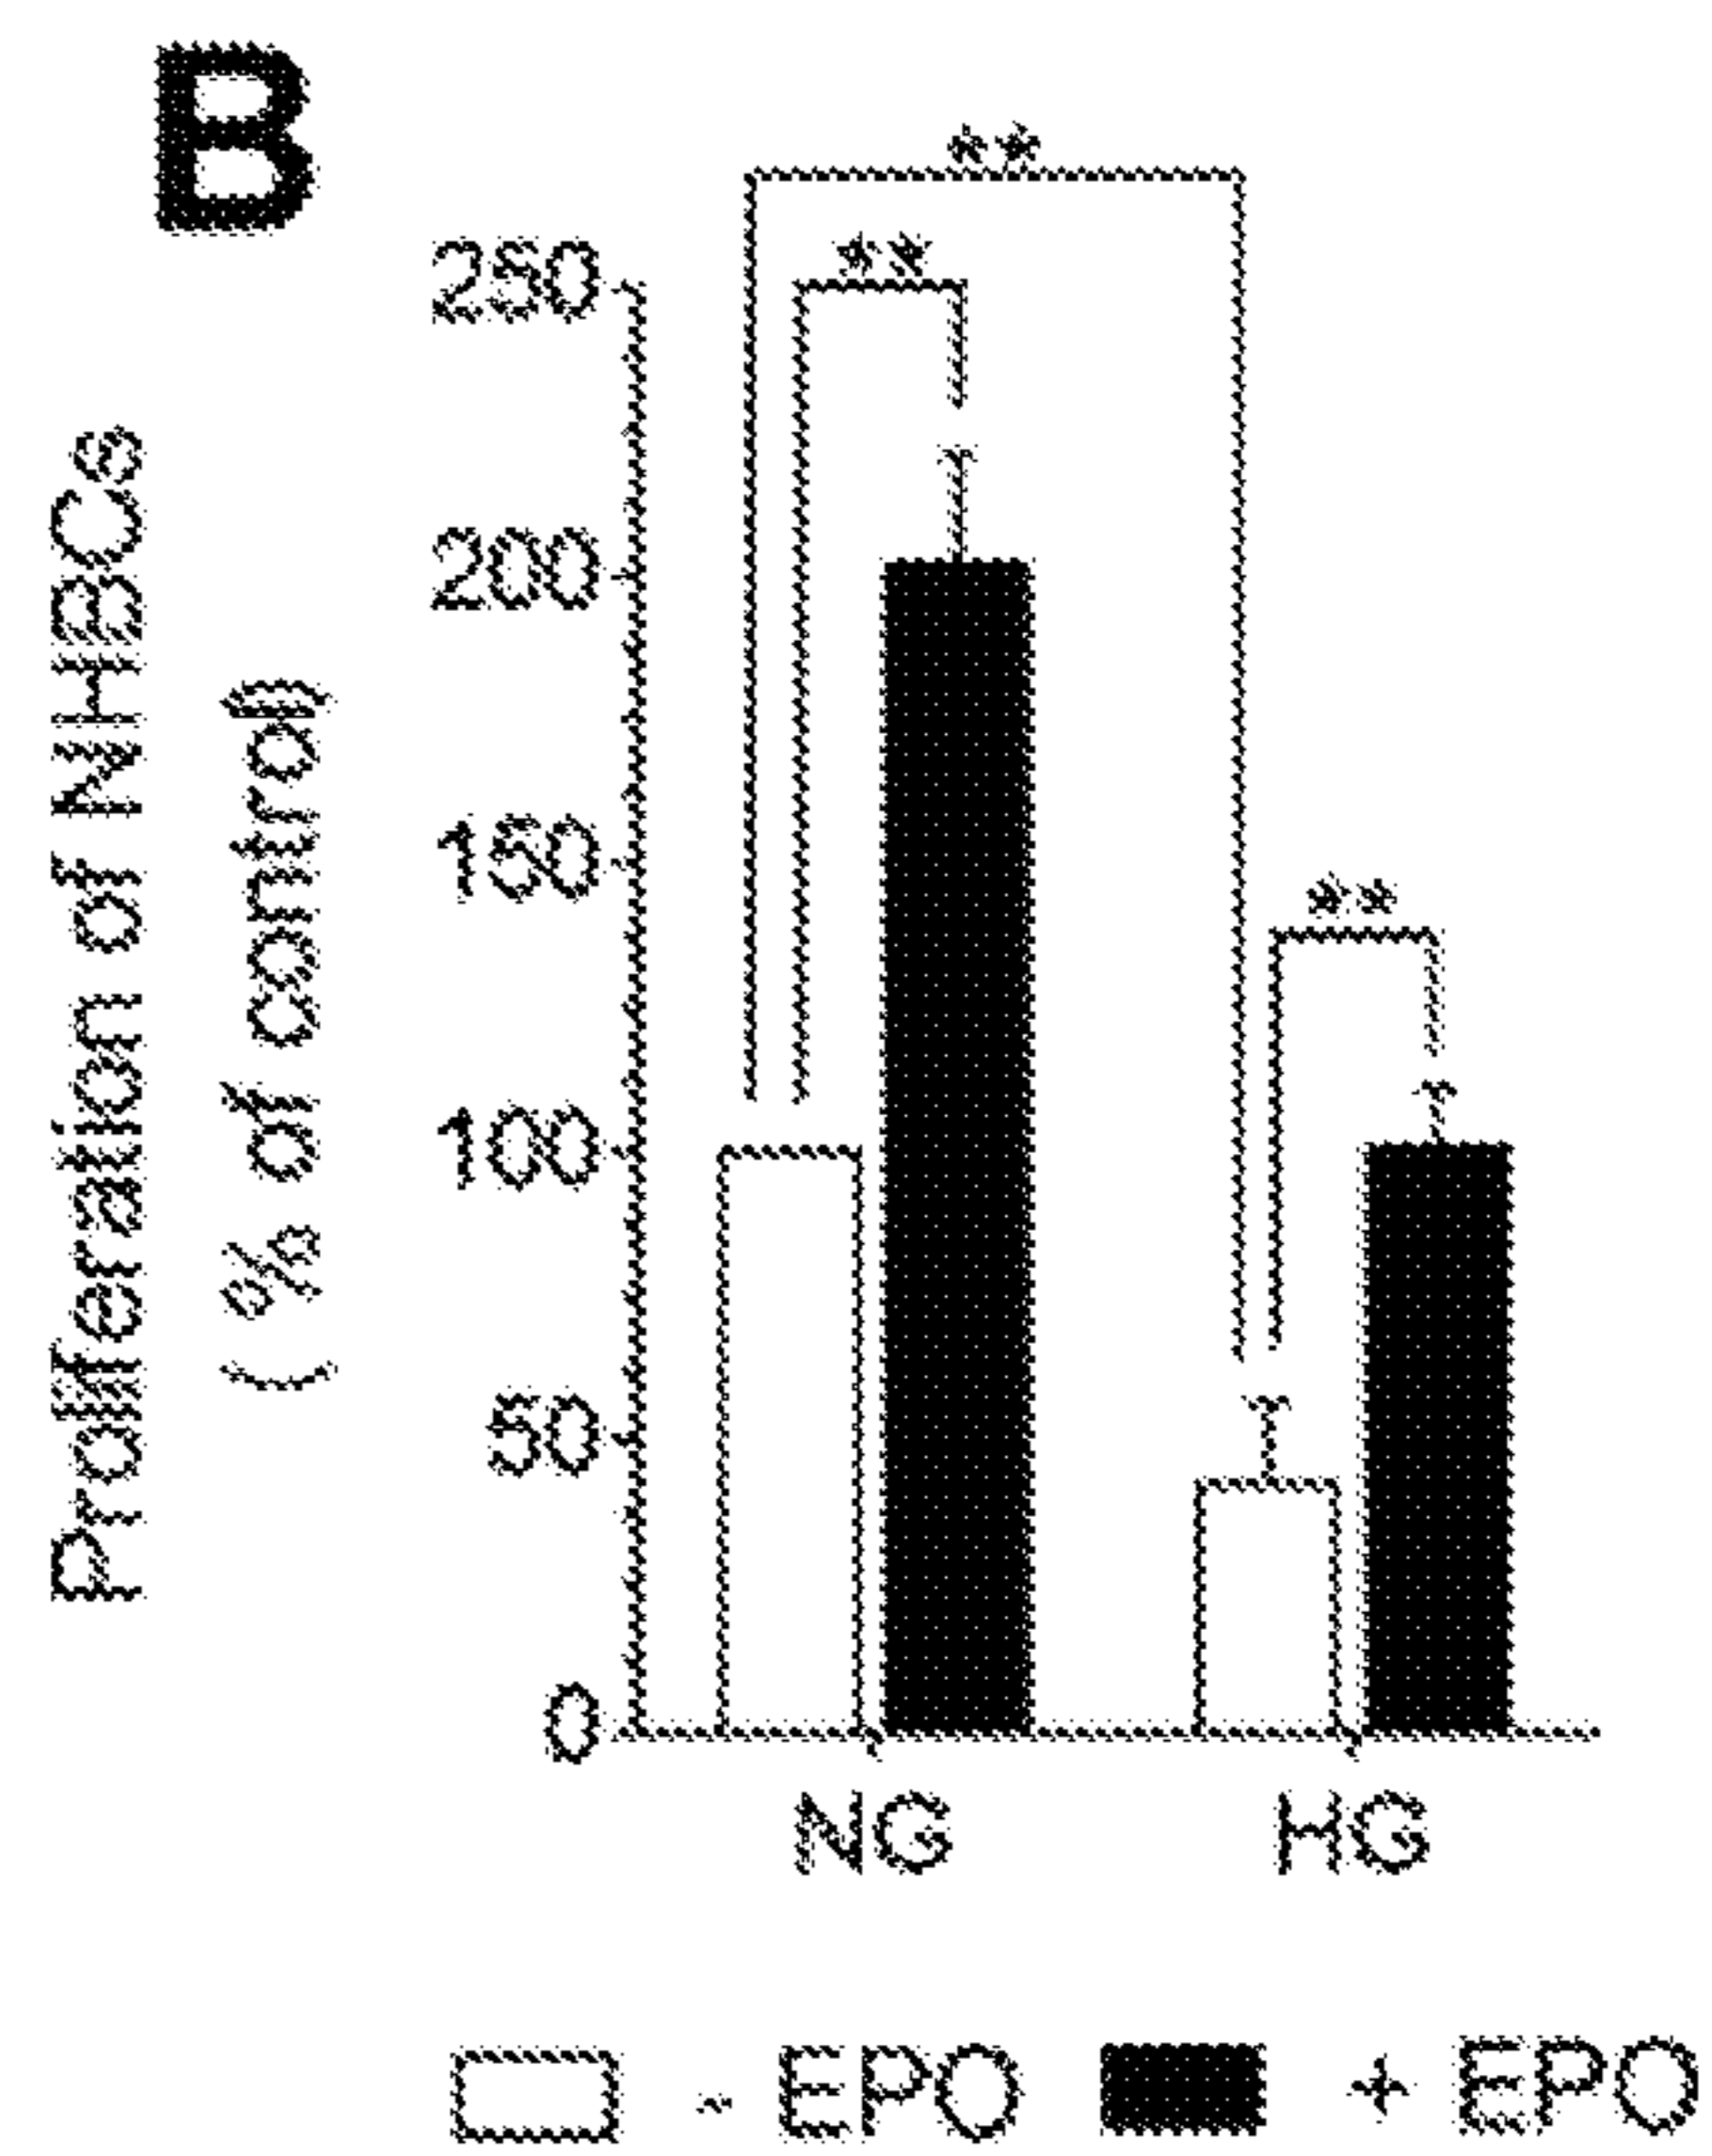 B
**
**
250
200
150
100
50
0
Proliferation of NHBCs
(% of control)
**
NG HG
- EPO + EPO